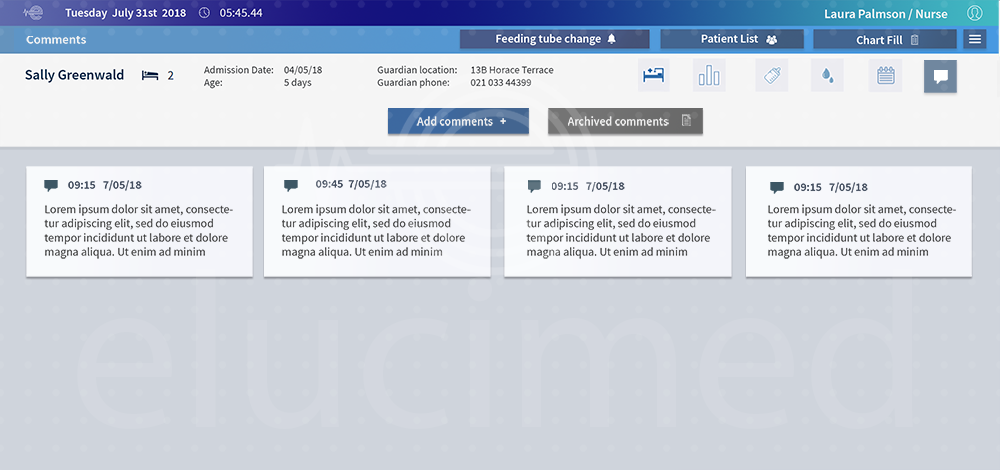 Tuesday July 31st 2018 05:45.44 Laura Palmson / Nurse
Comments Feeding tube change Patient List Chart Fill
Sally Greenwald 2
Admission Date: 04/05/18
Age: 5 days
Guardian location: 13B Horace Terrace
Guardian phone: 021 033 44399
Add comments +
Archived comments
09:15 7/05/18
Lorem ipsum dolor sit amet, consecte-
tur adipiscing elit, sed do eiusmod
tempor incididunt ut labore et dolore
magna aliqua. Ut enim ad minim
09:45 7/05/18
Lorem ipsum dolor sit amet, consecte-
tur adipiscing elit, sed do eiusmod
tempor incididunt ut labore et dolore
magna aliqua. Ut enim ad minim
09:15 7/05/18
Lorem ipsum dolor sit amet, consecte-
tur adipiscing elit, sed do eiusmod
tempor incididunt ut labore et dolore
magna aliqua. Ut enim ad minim
09:15 7/05/18
Lorem ipsum dolor sit amet, consecte-
tur adipiscing elit, sed do eiusmod
tempor incididunt ut labore et dolore
magna aliqua. Ut enim ad minim
elucimed